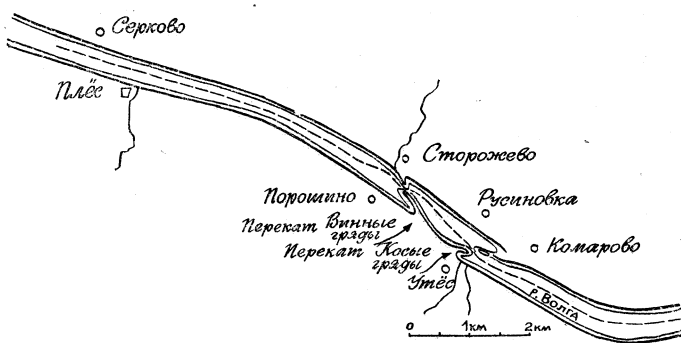 Серково
Плёс
Сторожево
Порошино
Русиновка
Перекат Винные
гряды
Перекат Косые
гряды
Комарово
Утёс
Р. ВОЛГА
0 1км 2км